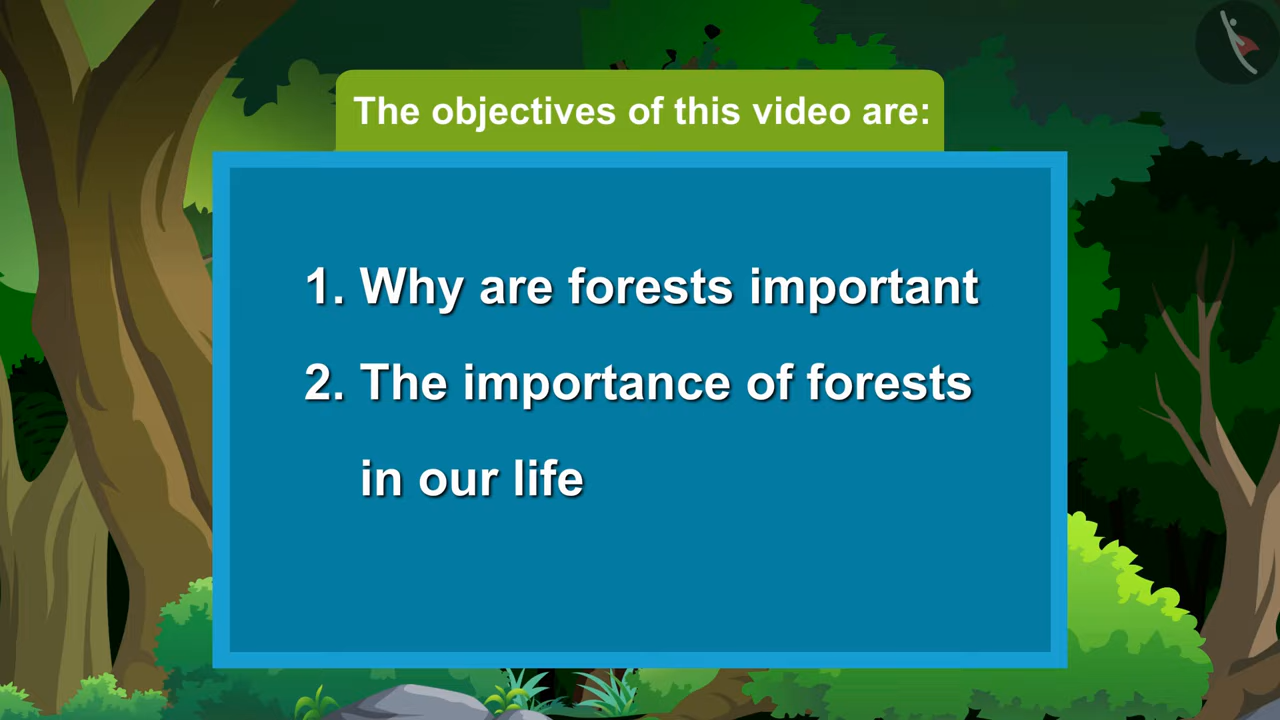 The objectives of this video are:
1. Why are forests important
2. The importance of forests
in our life